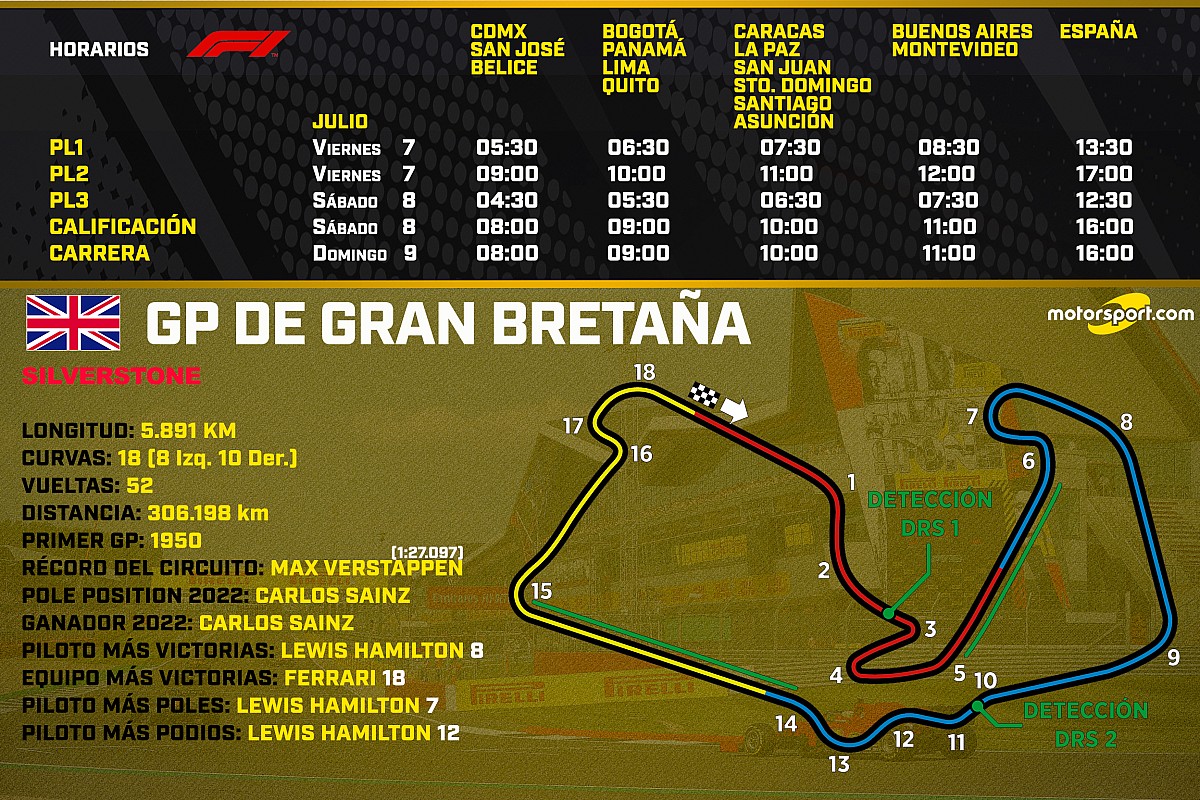 HORARIOS
F1
CDMX
SAN JOSÉ
BELICE
BOGOTÁ
PANAMÁ
LIMA
QUITO
CARACAS
LA PAZ
SAN JUAN
STO. DOMINGO
SANTIAGO
ASUNCIÓN
BUENOS AIRES
MONTEVIDEO
ESPAÑA
JULIO
PL1 VIERNES 7 05:30 06:30 07:30 08:30 13:30
PL2 VIERNES 7 09:00 10:00 11:00 12:00 17:00
PL3 SÁBADO 8 04:30 05:30 06:30 07:30 12:30
CALIFICACIÓN SÁBADO 8 08:00 09:00 10:00 11:00 16:00
CARRERA DOMINGO 9 08:00 09:00 10:00 11:00 16:00
GP DE GRAN BRETAÑA
motorsport.com
SILVERSTONE
LONGITUD: 5.891 KM
CURVAS: 18 (8 Izq. 10 Der.)
VUELTAS: 52
DISTANCIA: 306.198 km
PRIMER GP: 1950
(1:27.097)
RÉCORD DEL CIRCUITO: MAX VERSTAPPEN
POLE POSITION 2022: CARLOS SAINZ
GANADOR 2022: CARLOS SAINZ
PILOTO MÁS VICTORIAS: LEWIS HAMILTON 8
EQUIPO MÁS VICTORIAS: FERRARI 18
PILOTO MÁS POLES: LEWIS HAMILTON 7
PILOTO MÁS PODIOS: LEWIS HAMILTON 12
18
17
16
15
1
2
3
4
5
6
7
8
9
10
11
12
13
14
DETECCIÓN
DRS 1
DETECCIÓN
DRS 2
PIRELLI
PIRELLI